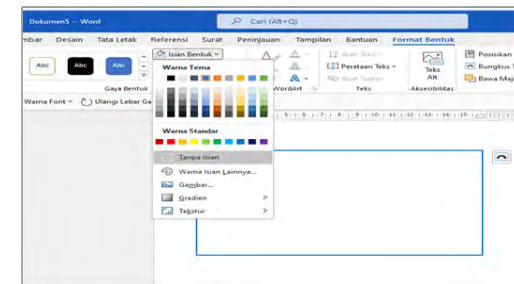 Dokumen5 - Word
Cari (Alt+Q)
mbar Desain Tata Letak Referensi Surat Peninjauan Tampilan Bantuan Format Bentuk
Abc Abc Abc
Isian Bentuk
Gaya Bentuk
WordArt
Perataan Teks
Teks
Teks Alt
Aksesibilitas
Posisikan
Bungkus T
Bawa Maj
Warna Font
Ulangi Lebar Ga
Warna Tema
Warna Standar
Tanpa Isian
Warna Isian Lainnya...
Gambar...
Gradien
Tekstur